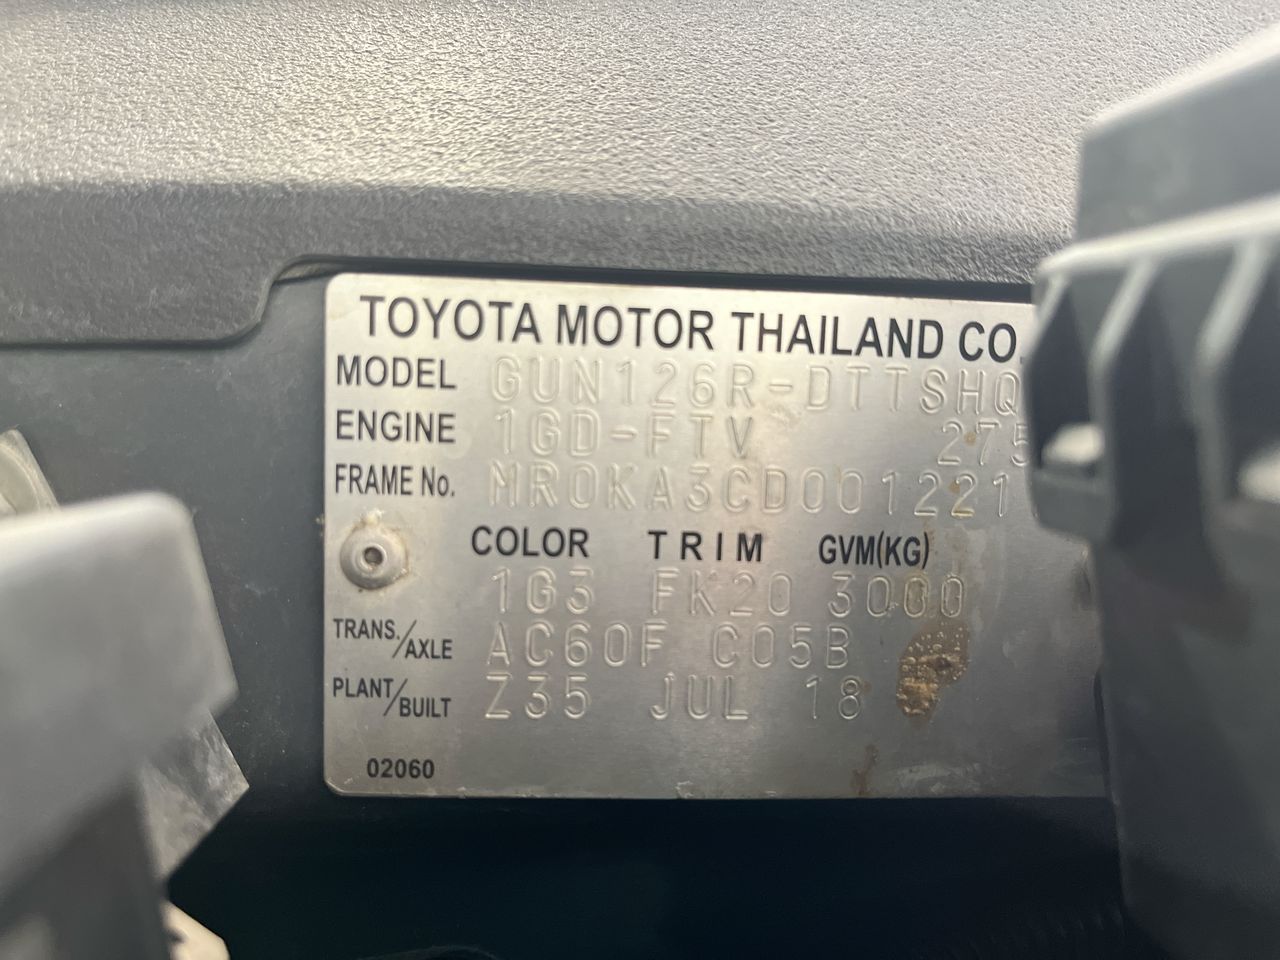 TOYOTA MOTOR THAILAND CO.
MODEL GUN126R-DTTSHQ
ENGINE 1GD-FTV 275
FRAME No. MR0KA3CD001221
COLOR TRIM GVM(KG)
1G3 FK20 3000
TRANS./AXLE AC60F C05B
PLANT/BUILT Z35 JUL 18
02060